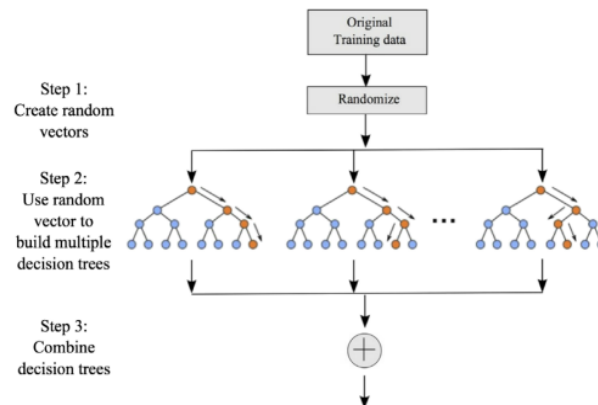 Original
Training data
Step 1:
Create random
vectors
Randomize
Step 2:
Use random
vector to
build multiple
decision trees
...
Step 3:
Combine
decision trees